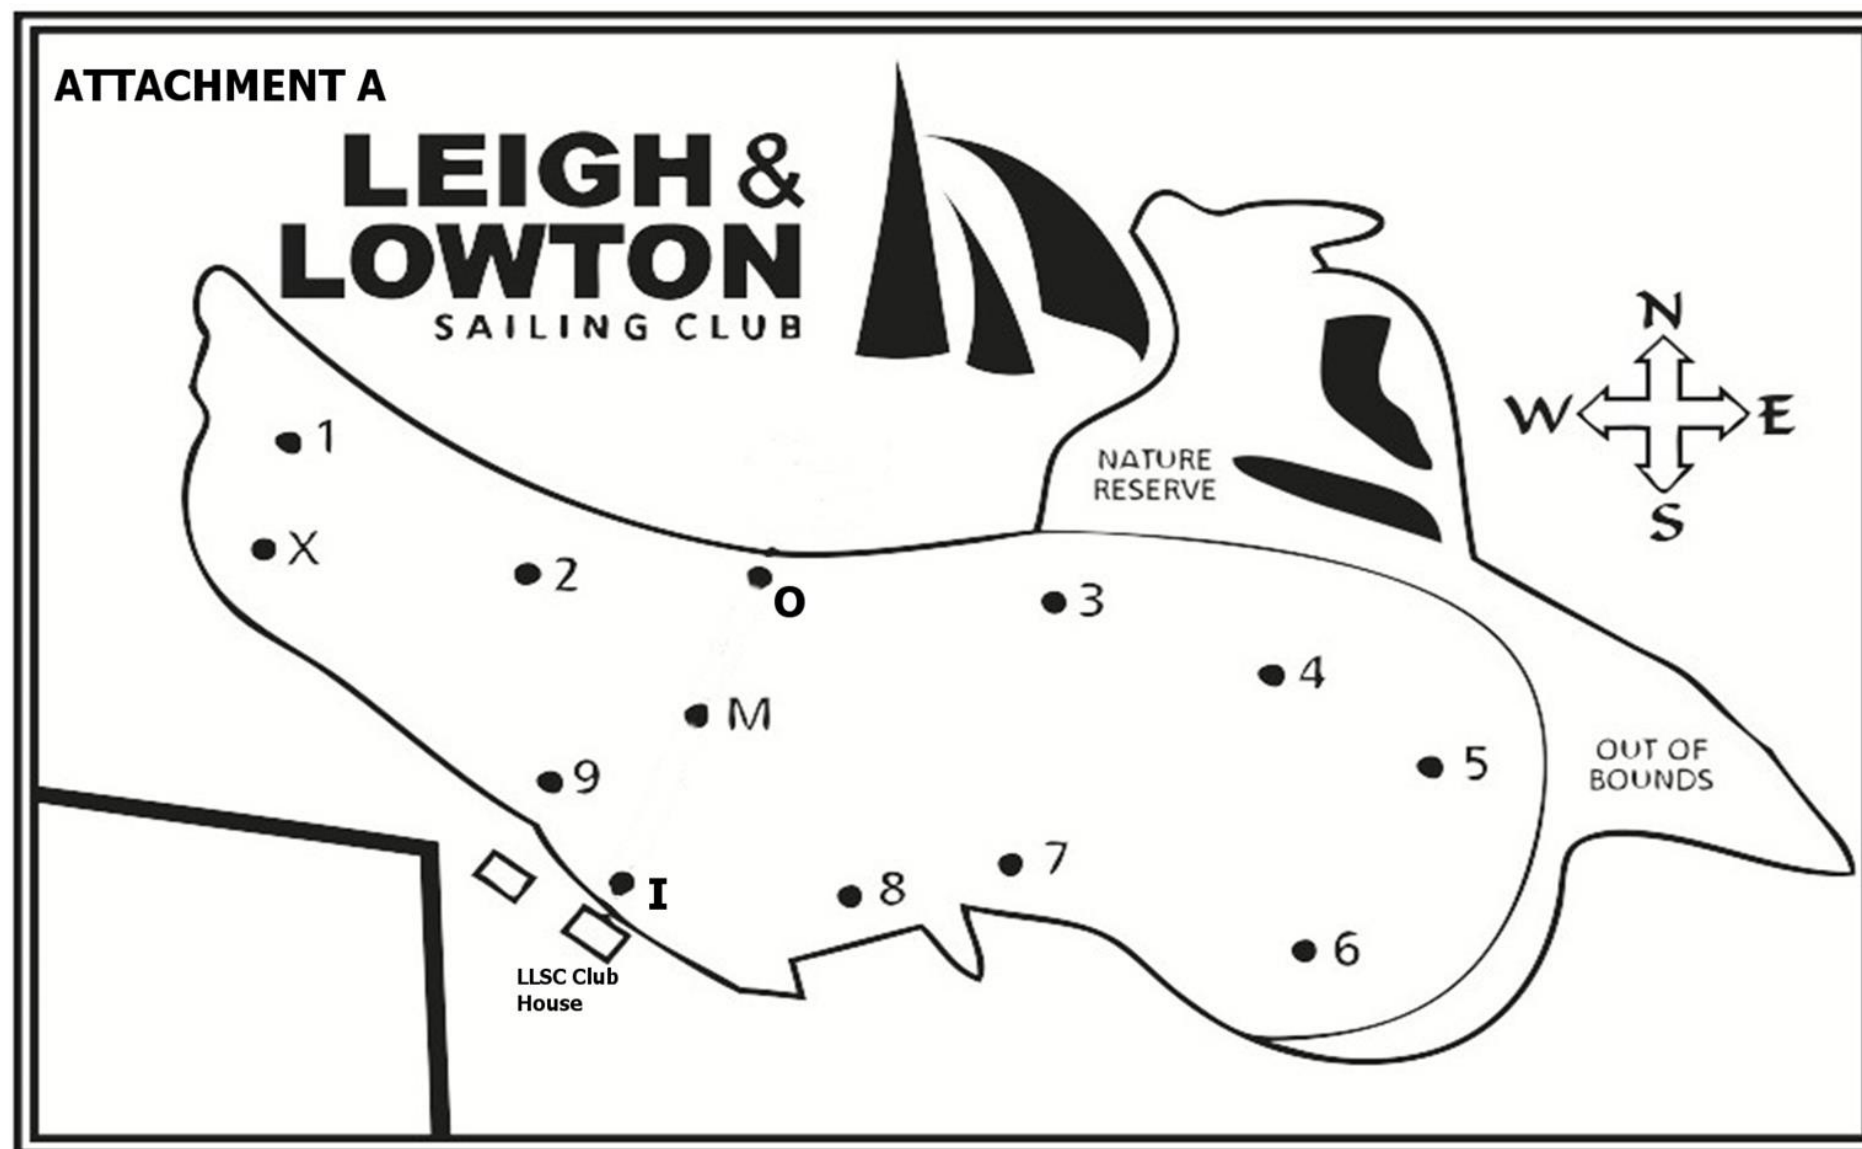 ATTACHMENT A
LEIGH &
LOWTON
SAILING CLUB
N
W E
S
NATURE
RESERVE
1
X
2
O
3
4
M
5
OUT OF
BOUNDS
9
7
8
I
6
LLSC Club
House